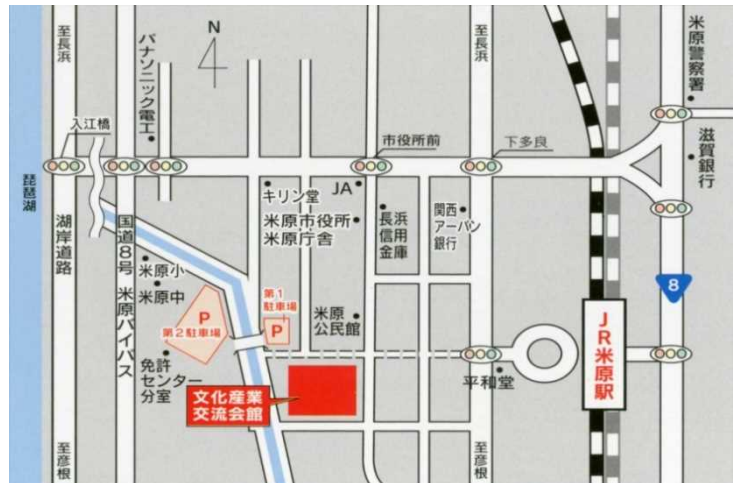 至長浜
パナソニック電工
N
至長浜
米原警察署
入江橋
市役所前
下多良
滋賀銀行
琵琶湖
湖岸道路
国道8号 米原バイパス
キリン堂
JA
米原市役所
米原庁舎
長浜
信用
金庫
関西
アーバン
銀行
米原小
米原中
8
第1
駐車場
P
P
第2駐車場
米原
公民館
JR米原駅
免許
センター
分室
平和堂
文化産業
交流会館
至彦根
至彦根